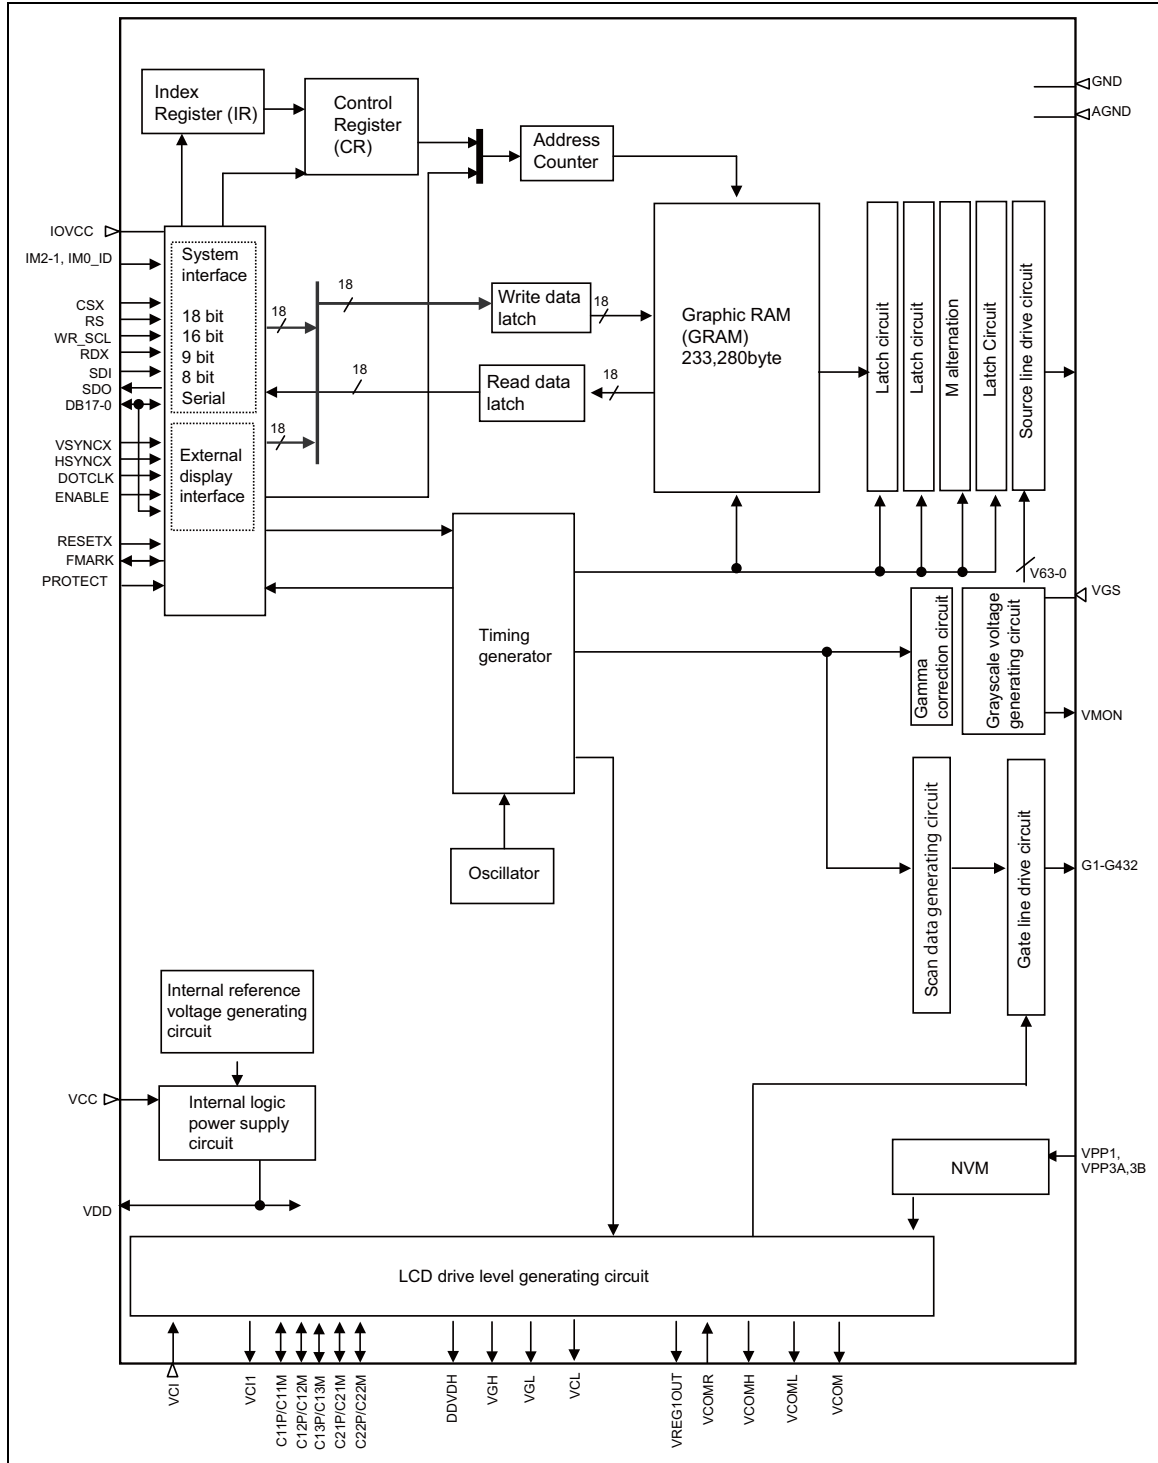 Index
Register (IR)
Control
Register
(CR)
Address
Counter
GND
AGND
IOVCC
IM2-1, IM0_ID
CSX
RS
WR_SCL
RDX
SDI
SDO
DB17-0
VSYNCX
HSYNCX
DOTCLK
ENABLE
RESETX
FMARK
PROTECT
System
interface
18 bit
16 bit
9 bit
8 bit
Serial
External
display
interface
18
18
18
18
Write data
latch
18
Read data
latch
18
Graphic RAM
(GRAM)
233,280byte
Latch circuit
Latch circuit
M alternation
Latch Circuit
Source line drive circuit
V63-0
VGS
VMON
Timing
generator
Gamma
correction circuit
Grayscale voltage
generating circuit
Oscillator
Scan data generating circuit
Gate line drive circuit
G1-G432
Internal reference
voltage generating
circuit
VCC
Internal logic
power supply
circuit
VDD
NVM
VPP1,
VPP3A,3B
LCD drive level generating circuit
VCI
VCI1
C11P/C11M
C12P/C12M
C13P/C13M
C21P/C21M
C22P/C22M
DDVDH
VGH
VGL
VCL
VREG1OUT
VCOMR
VCOMH
VCOML
VCOM